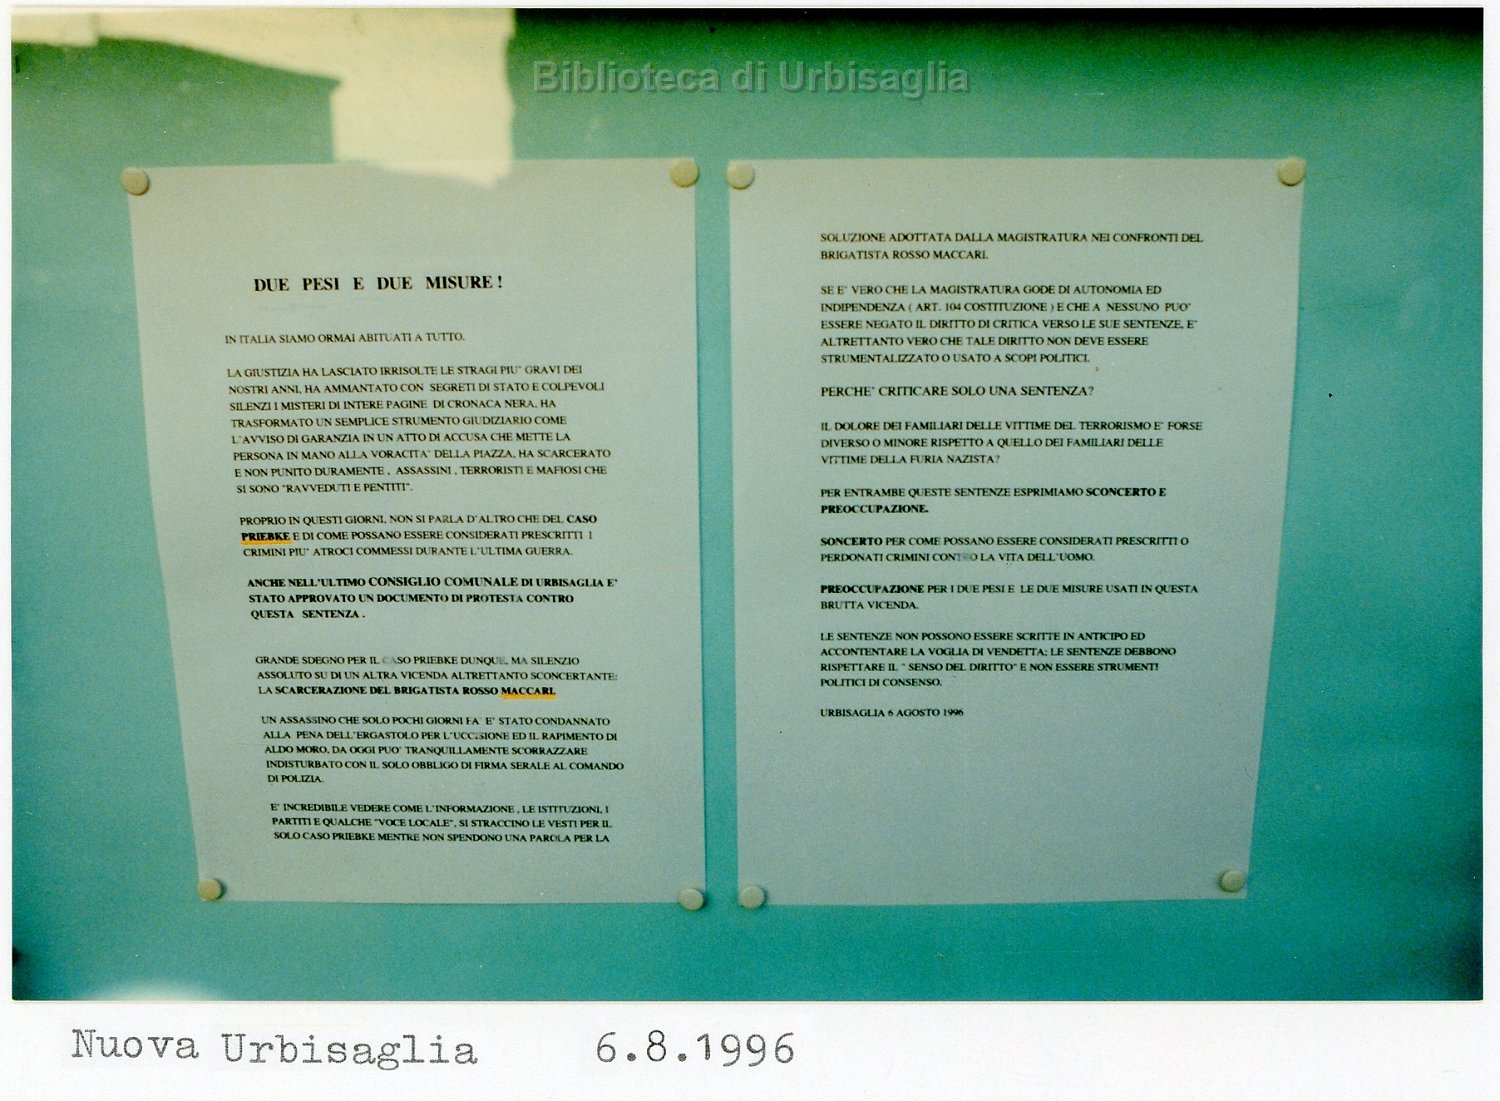 Biblioteca di Urbisaglia
DUE PESI E DUE MISURE !
IN ITALIA SIAMO ORMAI ABITUATI A TUTTO.
LA GIUSTIZIA HA LASCIATO IRRISOLTE LE STRAGI PIU' GRAVI DEI
NOSTRI ANNI, HA AMMANTATO CON SEGRETI DI STATO E COLPEVOLI
SILENZI I MISTERI DI INTERE PAGINE DI CRONACA NERA, HA
TRASFORMATO UN SEMPLICE STRUMENTO GIUDIZIARIO COME
L'AVVISO DI GARANZIA IN UN ATTO DI ACCUSA CHE METTE LA
PERSONA IN MANO ALLA VORACITA' DELLA PIAZZA, HA SCARCERATO
E NON PUNITO DURAMENTE , ASSASSINI , TERRORISTI E MAFIOSI CHE
SI SONO "RAVVEDUTI E PENTITI".
PROPRIO IN QUESTI GIORNI, NON SI PARLA D'ALTRO CHE DEL CASO
PRIEBKE E DI COME POSSANO ESSERE CONSIDERATI PRESCRITTI I
CRIMINI PIU' ATROCI COMMESSI DURANTE L'ULTIMA GUERRA.
ANCHE NELL'ULTIMO CONSIGLIO COMUNALE DI URBISAGLIA E'
STATO APPROVATO UN DOCUMENTO DI PROTESTA CONTRO
QUESTA SENTENZA .
GRANDE SDEGNO PER IL CASO PRIEBKE DUNQUE, MA SILENZIO
ASSOLUTO SU DI UN ALTRA VICENDA ALTRETTANTO SCONCERTANTE:
LA SCARCERAZIONE DEL BRIGATISTA ROSSO MACCARI.
UN ASSASSINO CHE SOLO POCHI GIORNI FA' E' STATO CONDANNATO
ALLA PENA DELL'ERGASTOLO PER L'UCCISIONE ED IL RAPIMENTO DI
ALDO MORO, DA OGGI PUO' TRANQUILLAMENTE SCORRAZZARE
INDISTURBATO CON IL SOLO OBBLIGO DI FIRMA SERALE AL COMANDO
DI POLIZIA.
E' INCREDIBILE VEDERE COME L'INFORMAZIONE , LE ISTITUZIONI, I
PARTITI E QUALCHE "VOCE LOCALE", SI STRACCINO LE VESTI PER IL
SOLO CASO PRIEBKE MENTRE NON SPENDONO UNA PAROLA PER LA
SOLUZIONE ADOTTATA DALLA MAGISTRATURA NEI CONFRONTI DEL
BRIGATISTA ROSSO MACCARI.
SE E' VERO CHE LA MAGISTRATURA GODE DI AUTONOMIA ED
INDIPENDENZA ( ART. 104 COSTITUZIONE ) E CHE A NESSUNO PUO'
ESSERE NEGATO IL DIRITTO DI CRITICA VERSO LE SUE SENTENZE, E'
ALTRETTANTO VERO CHE TALE DIRITTO NON DEVE ESSERE
STRUMENTALIZZATO O USATO A SCOPI POLITICI.
PERCHE' CRITICARE SOLO UNA SENTENZA?
IL DOLORE DEI FAMILIARI DELLE VITTIME DEL TERRORISMO E' FORSE
DIVERSO O MINORE RISPETTO A QUELLO DEI FAMILIARI DELLE
VITTIME DELLA FURIA NAZISTA?
PER ENTRAMBE QUESTE SENTENZE ESPRIMIAMO SCONCERTO E
PREOCCUPAZIONE.
SONCERTO PER COME POSSANO ESSERE CONSIDERATI PRESCRITTI O
PERDONATI CRIMINI CONTRO LA VITA DELL'UOMO.
PREOCCUPAZIONE PER I DUE PESI E LE DUE MISURE USATI IN QUESTA
BRUTTA VICENDA.
LE SENTENZE NON POSSONO ESSERE SCRITTE IN ANTICIPO ED
ACCONTENTARE LA VOGLIA DI VENDETTA; LE SENTENZE DEBBONO
RISPETTARE IL " SENSO DEL DIRITTO" E NON ESSERE STRUMENTI
POLITICI DI CONSENSO.
URBISAGLIA 6 AGOSTO 1996
Nuova Urbisaglia 6.8.1996